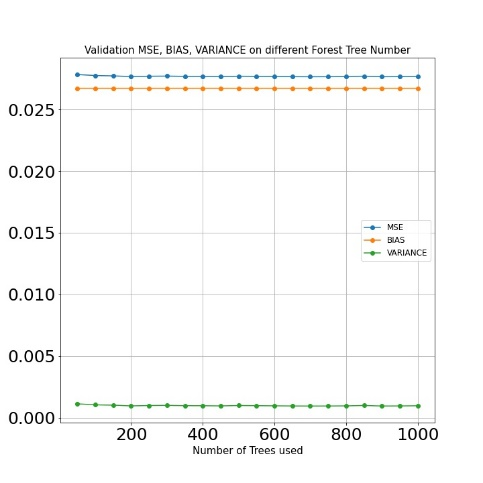 Validation MSE, BIAS, VARIANCE on different Forest Tree Number
0.025
0.020
0.015
MSE
BIAS
VARIANCE
0.010
0.005
0.000
200 400 600 800 1000
Number of Trees used